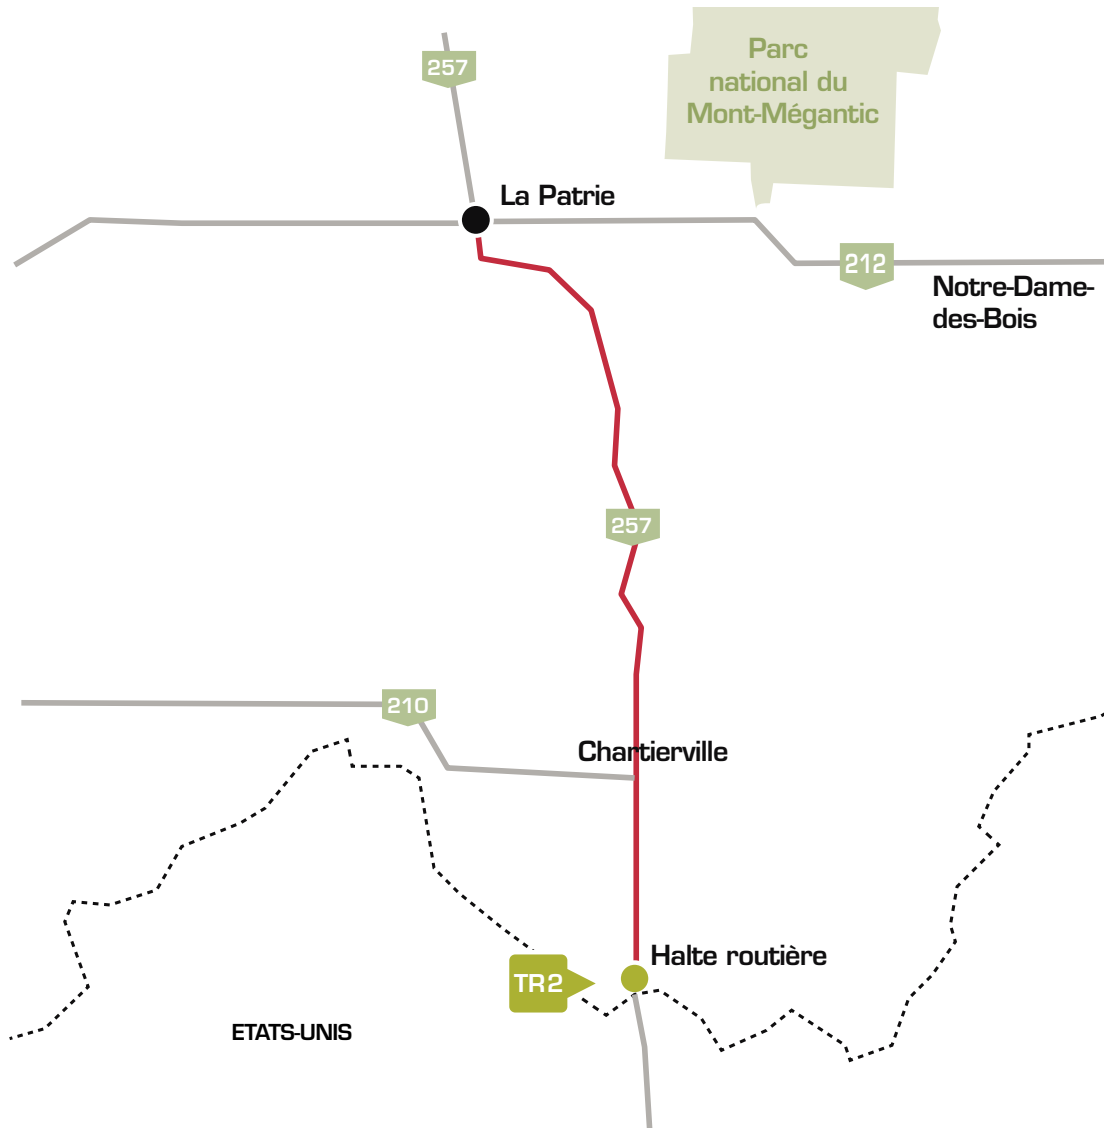 Parc
national du
Mont-Mégantic
257
La Patrie
212
Notre-Dame-
des-Bois
257
210
Chartierville
Halte routière
TR2
ETATS-UNIS